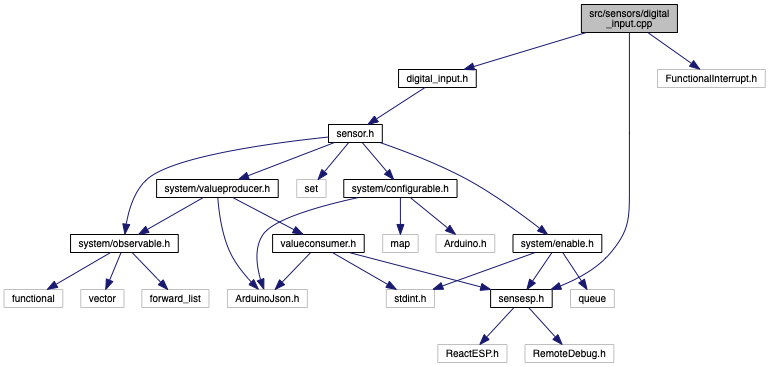 src/sensors/digital
_input.cpp
digital_input.h
FunctionalInterrupt.h
sensor.h
system/valueproducer.h
set
system/configurable.h
system/observable.h
valueconsumer.h
map
Arduino.h
system/enable.h
functional
vector
forward_list
ArduinoJson.h
stdint.h
sensesp.h
queue
ReactESP.h
RemoteDebug.h